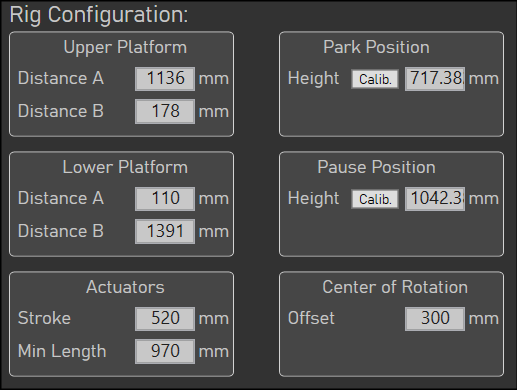 Rig Configuration:
Upper Platform
Distance A 1136 mm
Distance B 178 mm
Park Position
Height Calib. 717.38 mm
Lower Platform
Distance A 110 mm
Distance B 1391 mm
Pause Position
Height Calib. 1042.3 mm
Actuators
Stroke 520 mm
Min Length 970 mm
Center of Rotation
Offset 300 mm